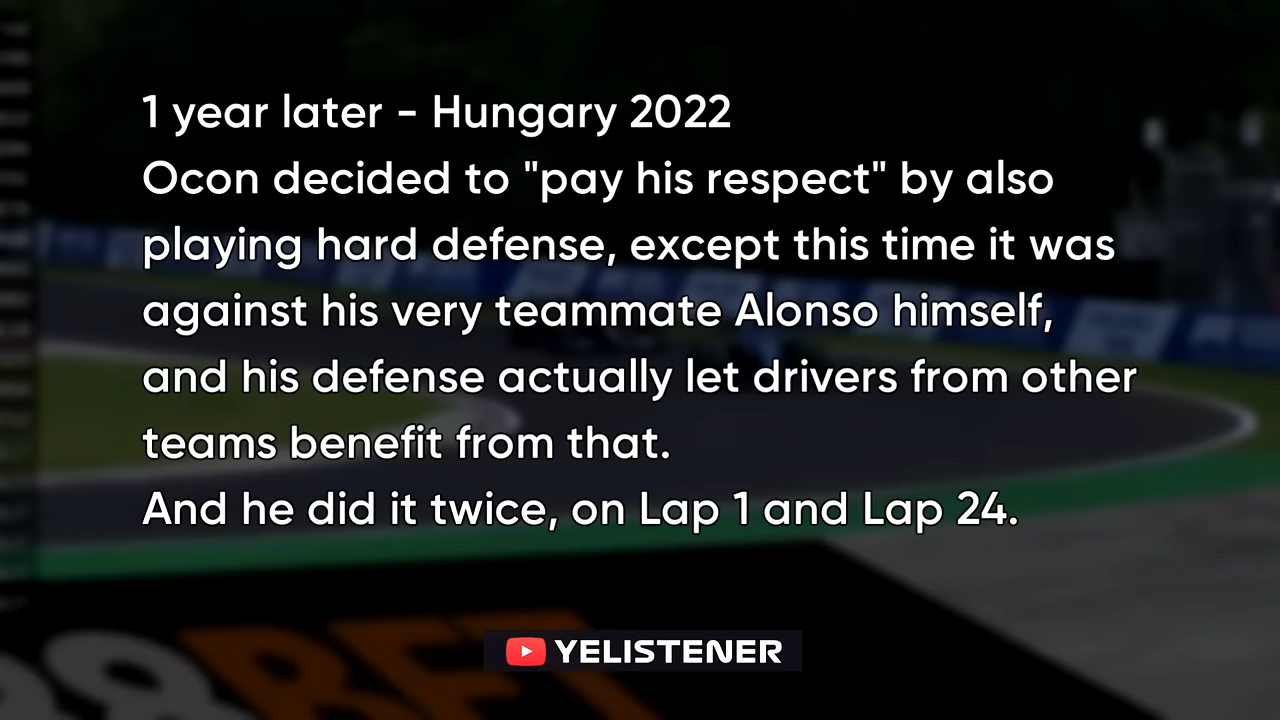 1 year later - Hungary 2022
Ocon decided to "pay his respect" by also
playing hard defense, except this time it was
against his very teammate Alonso himself,
and his defense actually let drivers from other
teams benefit from that.
And he did it twice, on Lap 1 and Lap 24.
YELISTENER